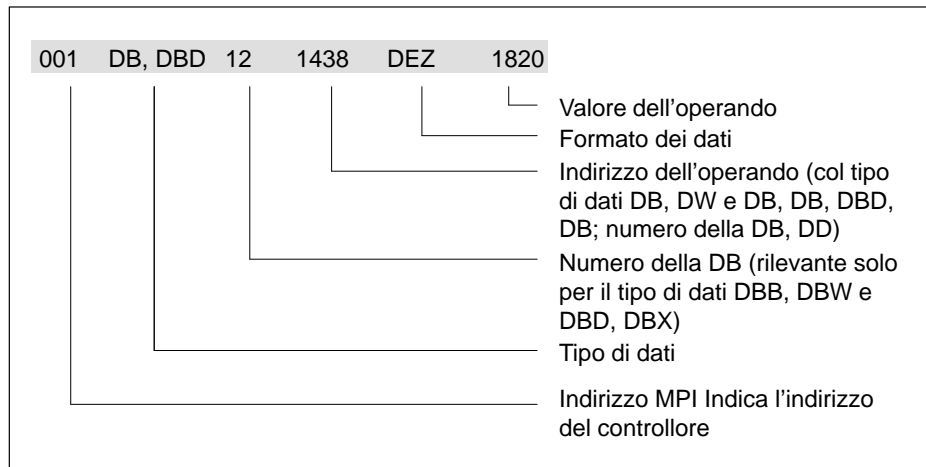 001 DB, DBD 12 1438 DEZ 1820
Valore dell’operando
Formato dei dati
Indirizzo dell’operando (col tipo
di dati DB, DW e DB, DB, DBD,
DB; numero della DB, DD)
Numero della DB (rilevante solo
per il tipo di dati DBB, DBW e
DBD, DBX)
Tipo di dati
Indirizzo MPI Indica l’indirizzo
del controllore